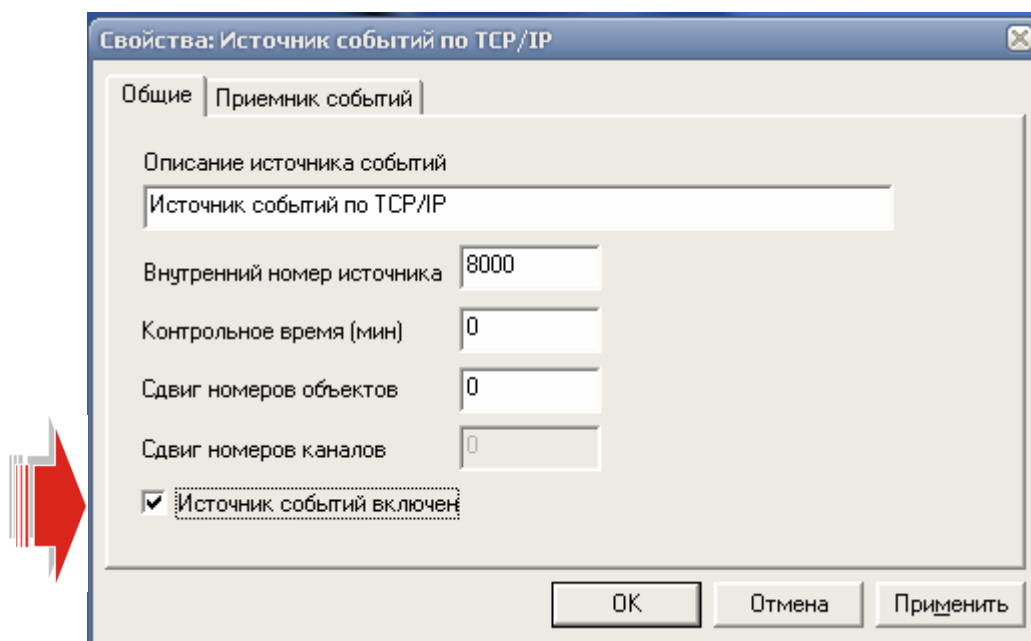 Свойства: Источник событий по TCP/IP
Общие
Приемник событий
Описание источника событий
Источник событий по TCP/IP
Внутренний номер источника
8000
Контрольное время (мин)
0
Сдвиг номеров объектов
0
Сдвиг номеров каналов
0
Источник событий включен
OK
Отмена
Применить